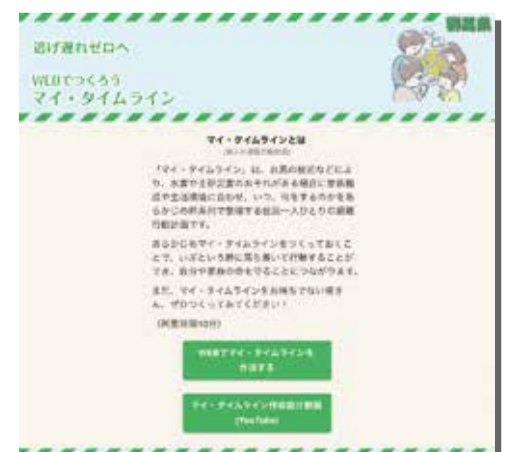 逃げ遅れゼロへ
WEBでつくろう
マイ・タイムライン
マイ・タイムラインとは
「マイ・タイムライン」は、台風の接近などによ
り、水害や土砂災害のおそれがある場合に家族構
成や生活環境に合わせ、いつ、何をするのかをあ
らかじめ時系列で整理する住民一人ひとりの避難
行動計画です。
あらかじめマイ・タイムラインをつくっておくこ
とで、いざという時に落ち着いて行動することが
でき、自分や家族の命を守ることにつながります。
まだ、マイ・タイムラインをお持ちでない皆さ
ん、ぜひつくってみてください！
(所要時間10分)
WEBでマイ・タイムラインを
作成する
マイ・タイムライン作成紹介動画
(YouTube)